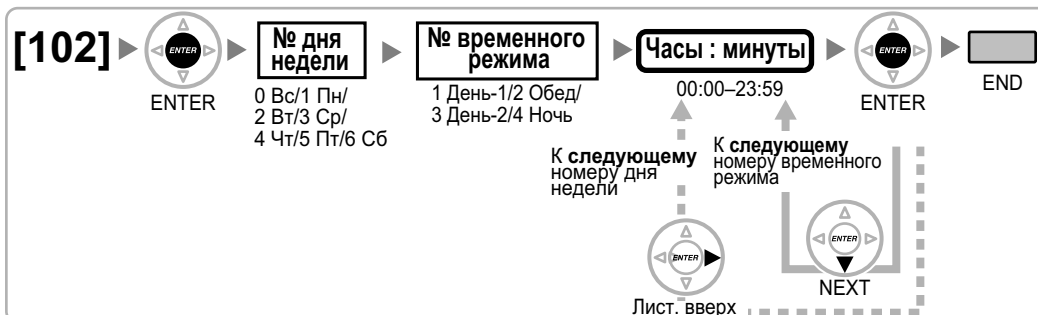 [102]
ENTER
ENTER
№ дня
недели
0 Вс/1 Пн/
2 Вт/3 Ср/
4 Чт/5 Пт/6 Сб
№ временного
режима
1 День-1/2 Обед/
3 День-2/4 Ночь
Часы : минуты
00:00–23:59
ENTER
ENTER
END
К следующему
номеру дня
недели
К следующему
номеру временного
режима
ENTER
Лист. вверх
ENTER
NEXT